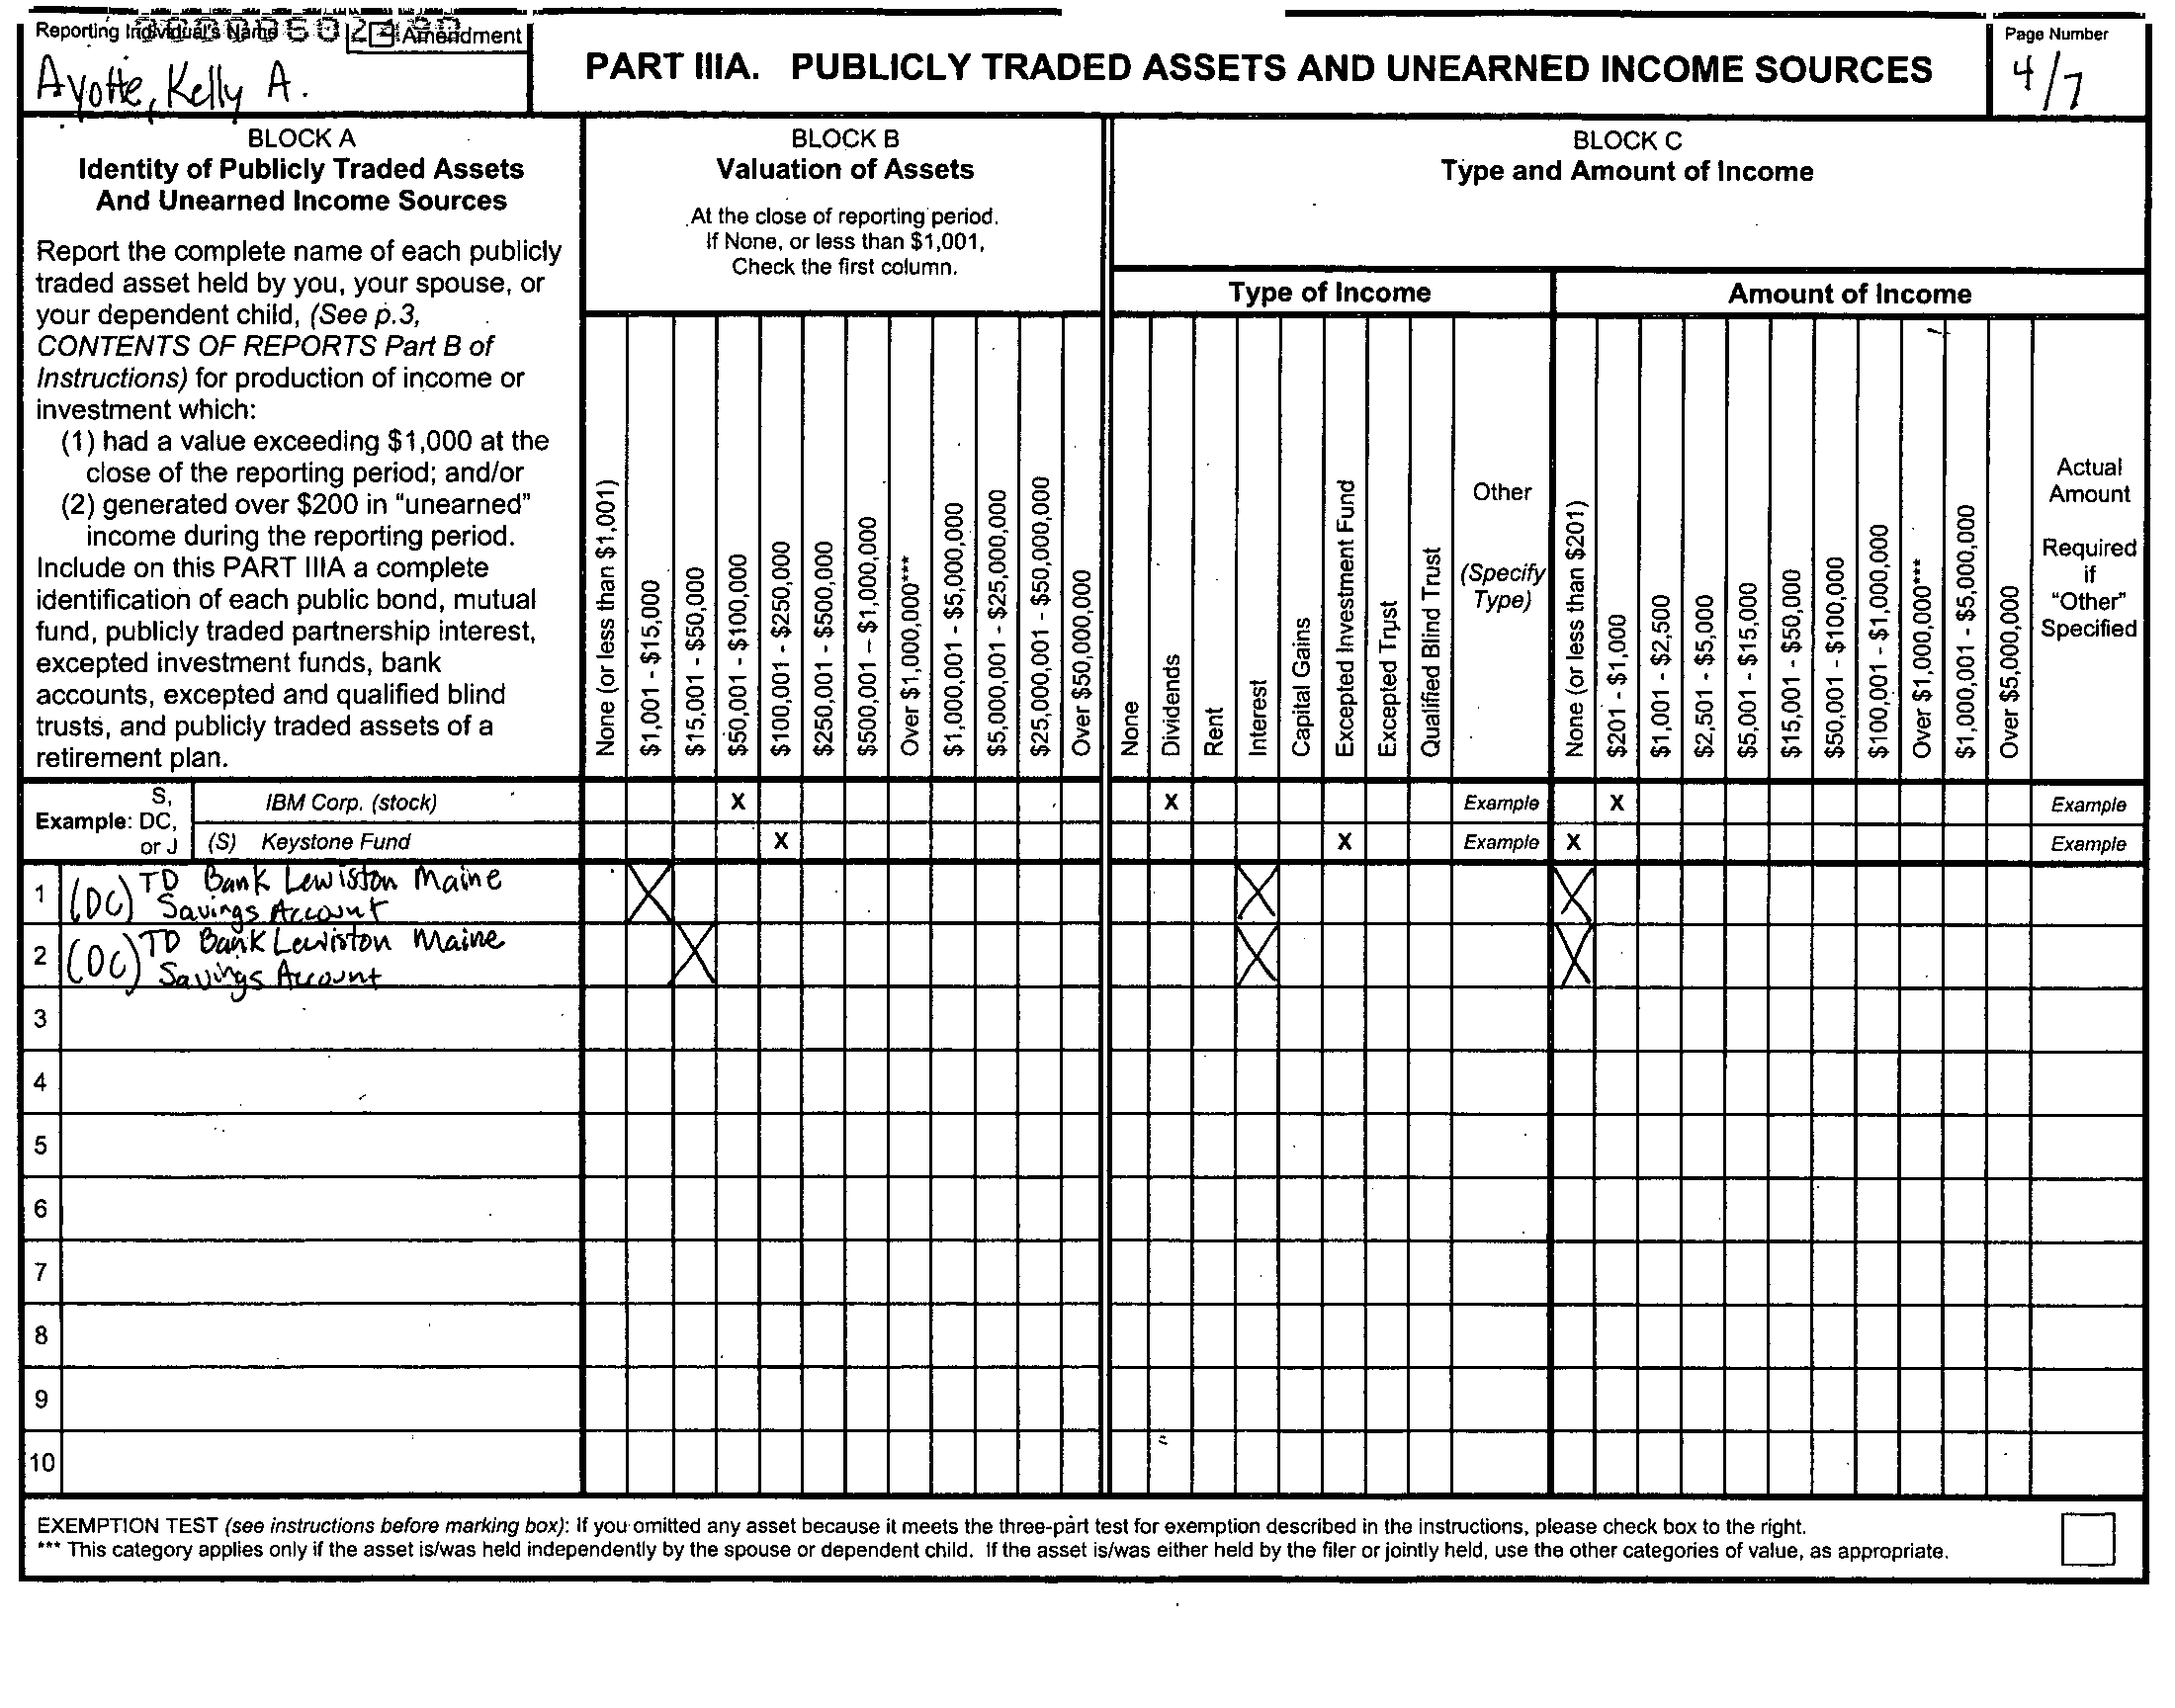 Reporting Individual's Name
Amendment
Ayotte, Kelly A.
PART IIIA. PUBLICLY TRADED ASSETS AND UNEARNED INCOME SOURCES
Page Number
4/7
BLOCK A
Identity of Publicly Traded Assets
And Unearned Income Sources
Report the complete name of each publicly
traded asset held by you, your spouse, or
your dependent child, (See p.3,
CONTENTS OF REPORTS Part B of
Instructions) for production of income or
investment which:
(1) had a value exceeding $1,000 at the
close of the reporting period; and/or
(2) generated over $200 in "unearned"
income during the reporting period.
Include on this PART IIIA a complete
identification of each public bond, mutual
fund, publicly traded partnership interest,
excepted investment funds, bank
accounts, excepted and qualified blind
trusts, and publicly traded assets of a
retirement plan.
BLOCK B
Valuation of Assets
At the close of reporting period.
If None, or less than $1,001,
Check the first column.
None (or less than $1,001)
$1,001 - $15,000
$15,001 - $50,000
$50,001 - $100,000
$100,001 - $250,000
$250,001 - $500,000
$500,001 – $1,000,000
Over $1,000,000***
$1,000,001 - $5,000,000
$5,000,001 - $25,000,000
$25,000,001 - $50,000,000
Over $50,000,000
BLOCK C
Type and Amount of Income
Type of Income
None
Dividends
Rent
Interest
Capital Gains
Excepted Investment Fund
Excepted Trust
Qualified Blind Trust
Other
(Specify
Type)
Amount of Income
None (or less than $201)
$201 - $1,000
$1,001 - $2,500
$2,501 - $5,000
$5,001 - $15,000
$15,001 - $50,000
$50,001 - $100,000
$100,001 - $1,000,000
Over $1,000,000***
$1,000,001 - $5,000,000
Over $5,000,000
Actual
Amount
Required
if
"Other"
Specified
Example: S, DC, or J
IBM Corp. (stock) X X Example X Example
(S) Keystone Fund X X Example X Example
1 (DC) TD Bank Lewiston Maine
Savings Account X X X
2 (DC) TD Bank Lewiston Maine
Savings Account X X X
3
4
5
6
7
8
9
10
EXEMPTION TEST (see instructions before marking box): If you omitted any asset because it meets the three-part test for exemption described in the instructions, please check box to the right.
*** This category applies only if the asset is/was held independently by the spouse or dependent child. If the asset is/was either held by the filer or jointly held, use the other categories of value, as appropriate.